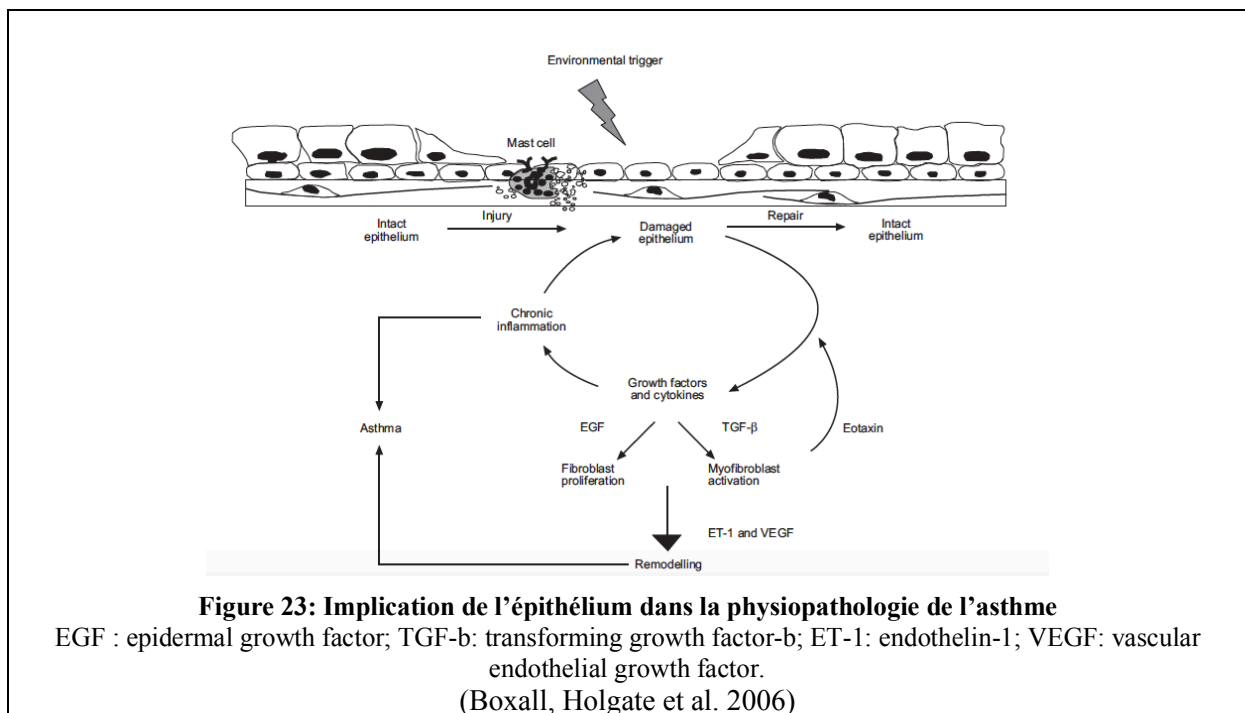 Environmental trigger
Mast cell
Intact
epithelium
Injury
Damaged
epithelium
Repair
Intact
epithelium
Chronic
inflammation
Growth factors
and cytokines
Asthma
EGF
TGF-β
Eotaxin
Fibroblast
proliferation
Myofibroblast
activation
ET-1 and VEGF
Remodelling
Figure 23: Implication de l’épithélium dans la physiopathologie de l’asthme
EGF : epidermal growth factor; TGF-b: transforming growth factor-b; ET-1: endothelin-1; VEGF: vascular
endothelial growth factor.
(Boxall, Holgate et al. 2006)